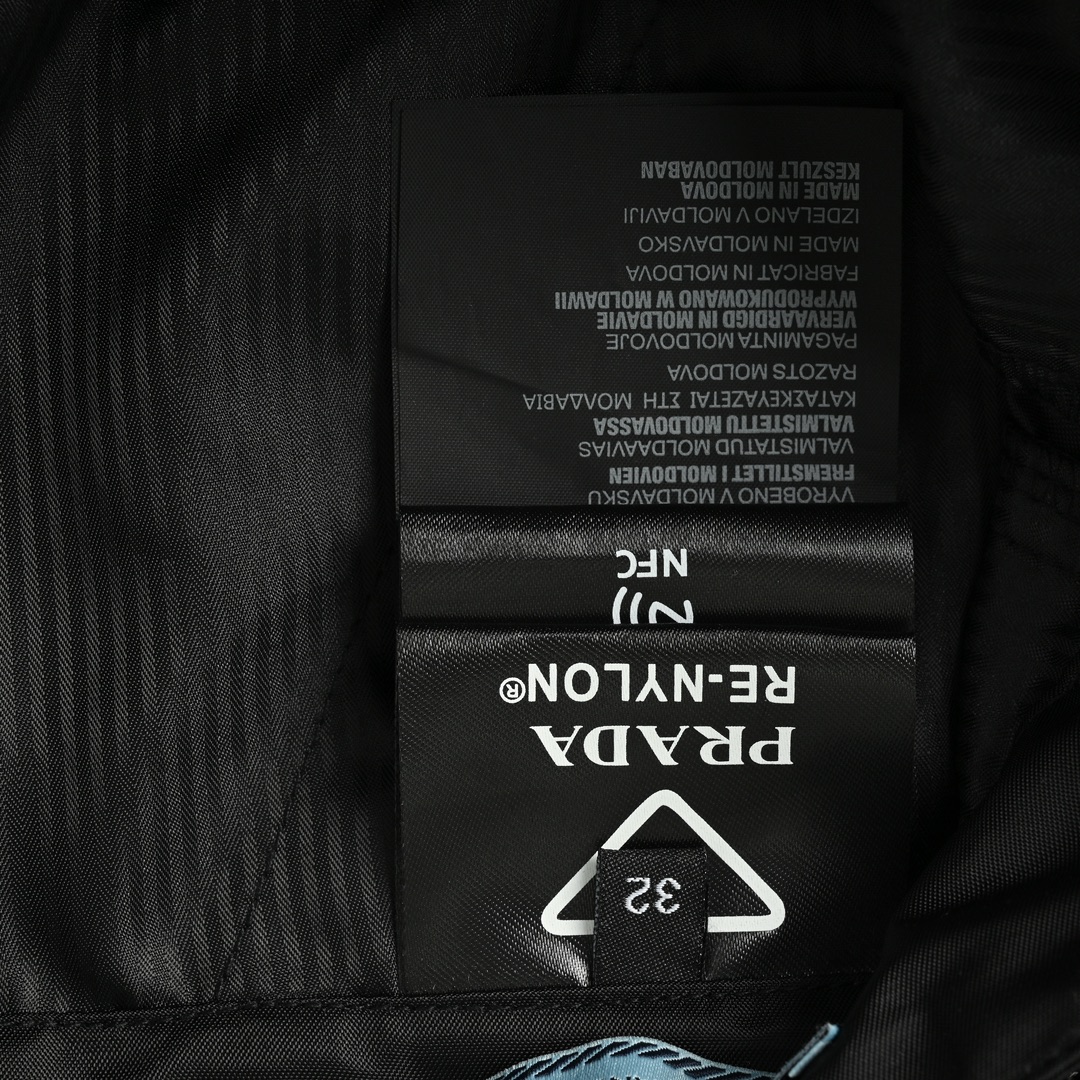 32
PRADA
RE-NYLON®
NFC
VYROBENO V MOLDAVSKU
FREMSTILLET I MOLDOVIEN
VALMISTATUD MOLDAAVIAS
VALMISTETTU MOLDOVASSA
ΚΑΤΑΣΚΕΥΑΖΕΤΑΙ ΣΤΗ ΜΟΛΔΑΒΙΑ
RAZOTS MOLDOVA
PAGAMINTA MOLDOVOJE
VERVAARDIGD IN MOLDAVIE
WYPRODUKOWANO W MOLDAWII
FABRICAT IN MOLDOVA
MADE IN MOLDAVSKO
IZDELANO V MOLDAVIJI
MADE IN MOLDOVA
KESZULT MOLDOVABAN